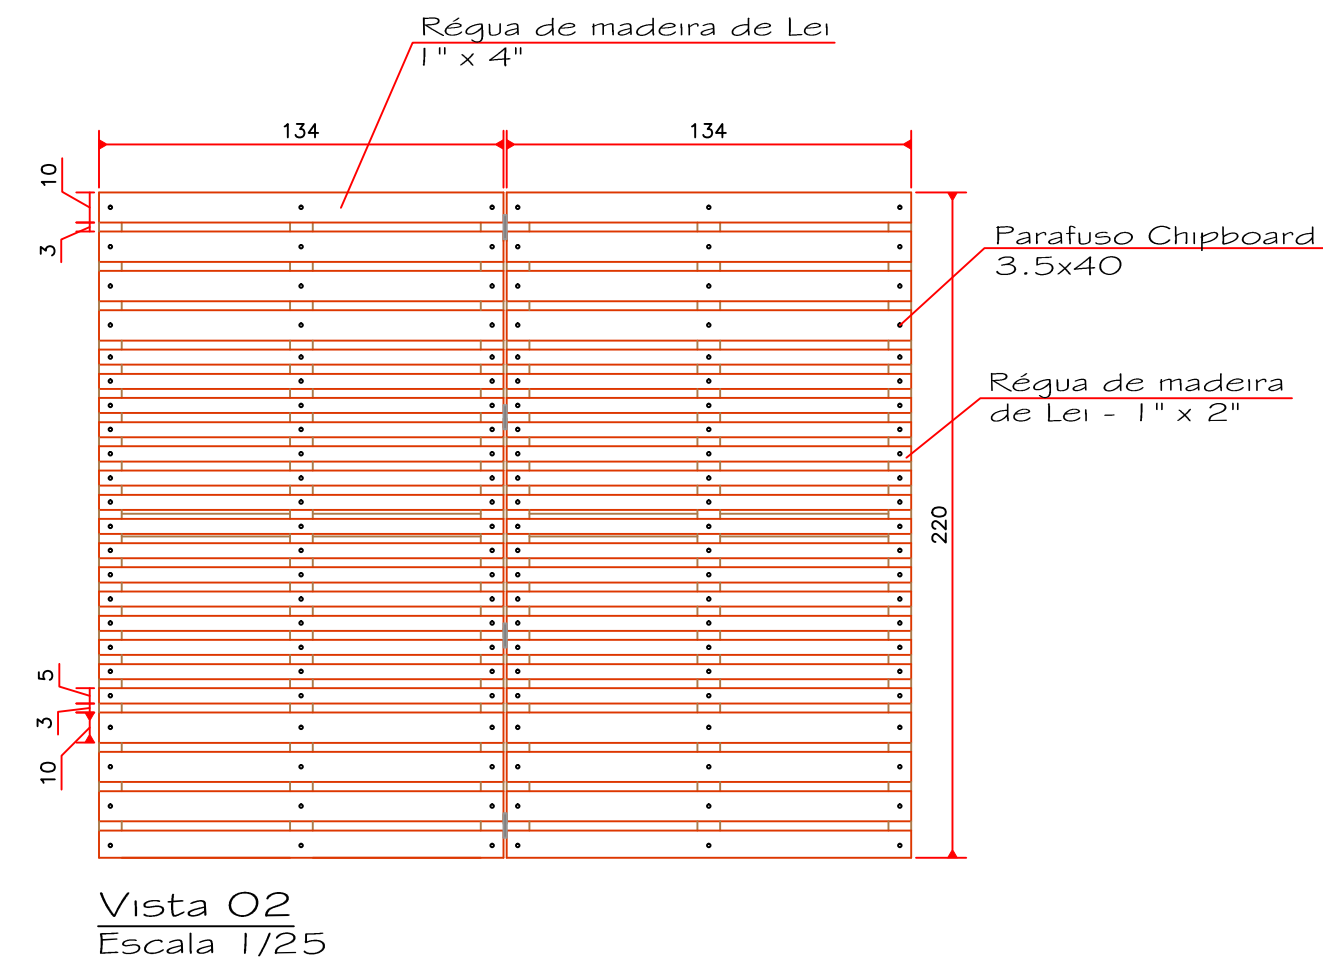 Régua de madeira de Lei
1" x 4"
134
134
10
3
Parafuso Chipboard
3.5x40
Régua de madeira
de Lei - 1" x 2"
220
5
3
10
Vista 02
Escala 1/25